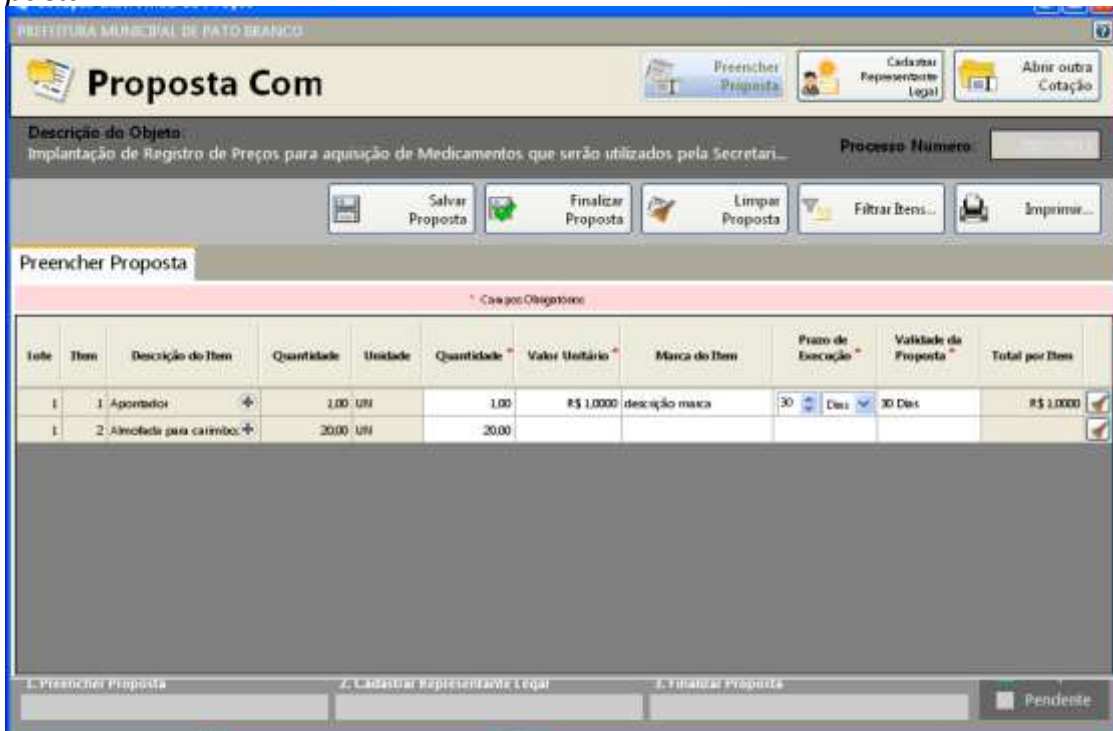 PREFEITURA MUNICIPAL DE PATO BRANCO
Proposta Com
Preencher
Proposta
Cadastrar
Representante
Legal
Abrir outra
Cotação
Descrição do Objeto:
Implantação de Registro de Preços para aquisição de Medicamentos que serão utilizados pela Secretari...
Processo Numero:
Salvar
Proposta
Finalizar
Proposta
Limpar
Proposta
Filtrar Itens...
Imprimir...
Preencher Proposta
* Campos Obrigatórios
Lote Item Descrição do Item Quantidade Unidade Quantidade * Valor Unitário * Marca do Item Prazo de Execução * Validade da Proposta * Total por Item
1 1 Apontador 1,00 UN 1,00 R$ 1,0000 descrição marca 30 Dias 30 Dias R$ 1,0000
1 2 Almofada para carimbo; 20,00 UN 20,00
1. Preencher Proposta 2. Cadastrar Representante Legal 3. Finalizar Proposta
Pendente